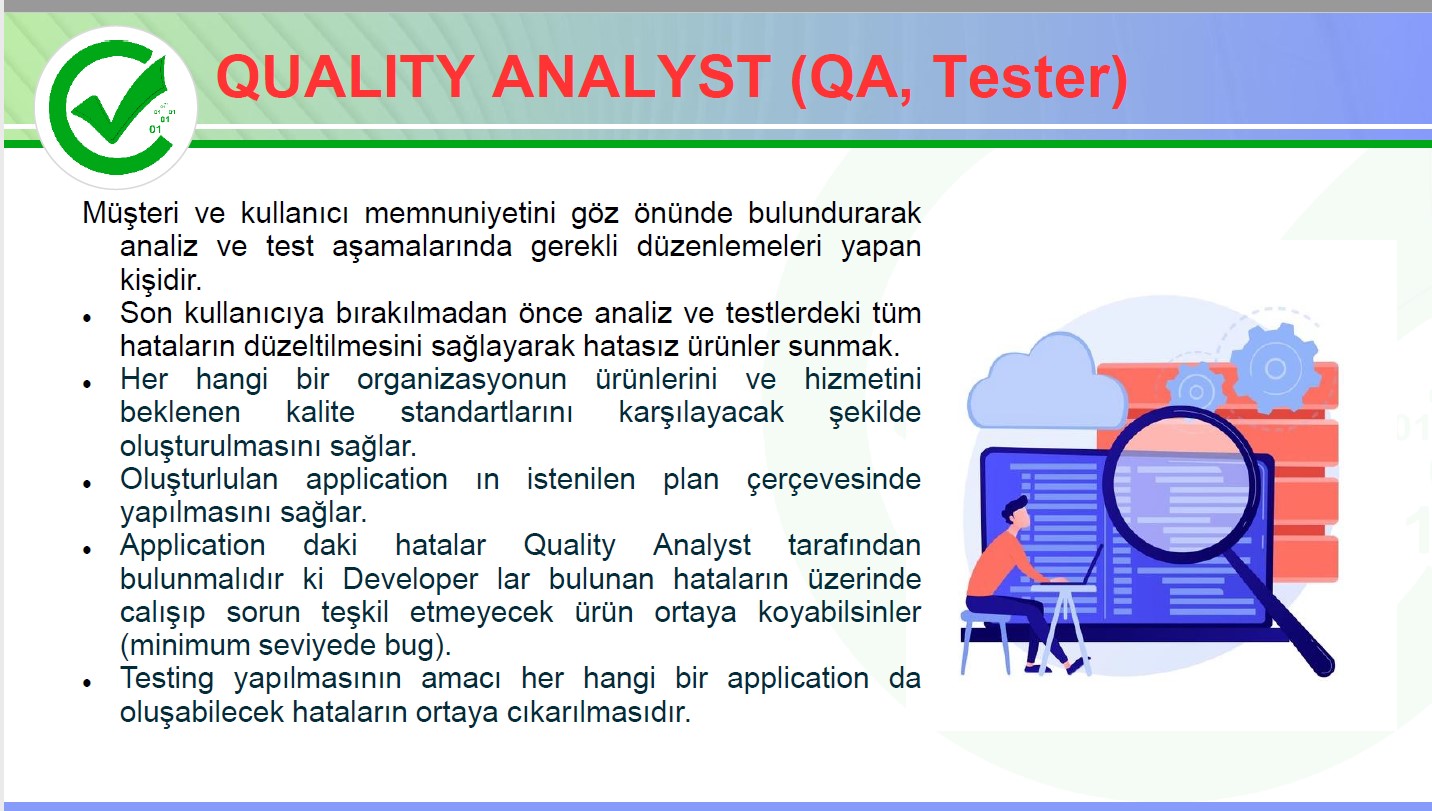 QUALITY ANALYST (QA, Tester)
01 01
01
01
Müşteri ve kullanıcı memnuniyetini göz önünde bulundurarak
analiz ve test aşamalarında gerekli düzenlemeleri yapan
kişidir.
• Son kullanıcıya bırakılmadan önce analiz ve testlerdeki tüm
hataların düzeltilmesini sağlayarak hatasız ürünler sunmak.
• Her hangi bir organizasyonun ürünlerini ve hizmetini
beklenen kalite standartlarını karşılayacak şekilde
oluşturulmasını sağlar.
• Oluşturlulan application ın istenilen plan çerçevesinde
yapılmasını sağlar.
• Application daki hatalar Quality Analyst tarafından
bulunmalıdır ki Developer lar bulunan hataların üzerinde
calışıp sorun teşkil etmeyecek ürün ortaya koyabilsinler
(minimum seviyede bug).
• Testing yapılmasının amacı her hangi bir application da
oluşabilecek hataların ortaya cıkarılmasıdır.